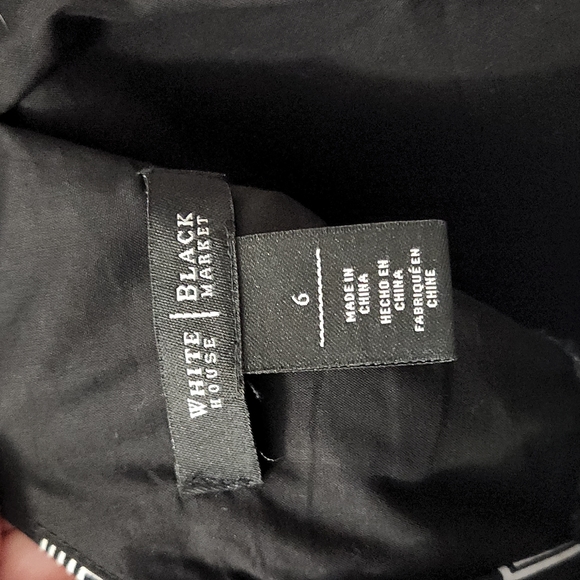 WHITE | BLACK
HOUSE | MARKET
6
MADE IN
CHINA
HECHO EN
CHINA
FABRIQUÉ EN
CHINE